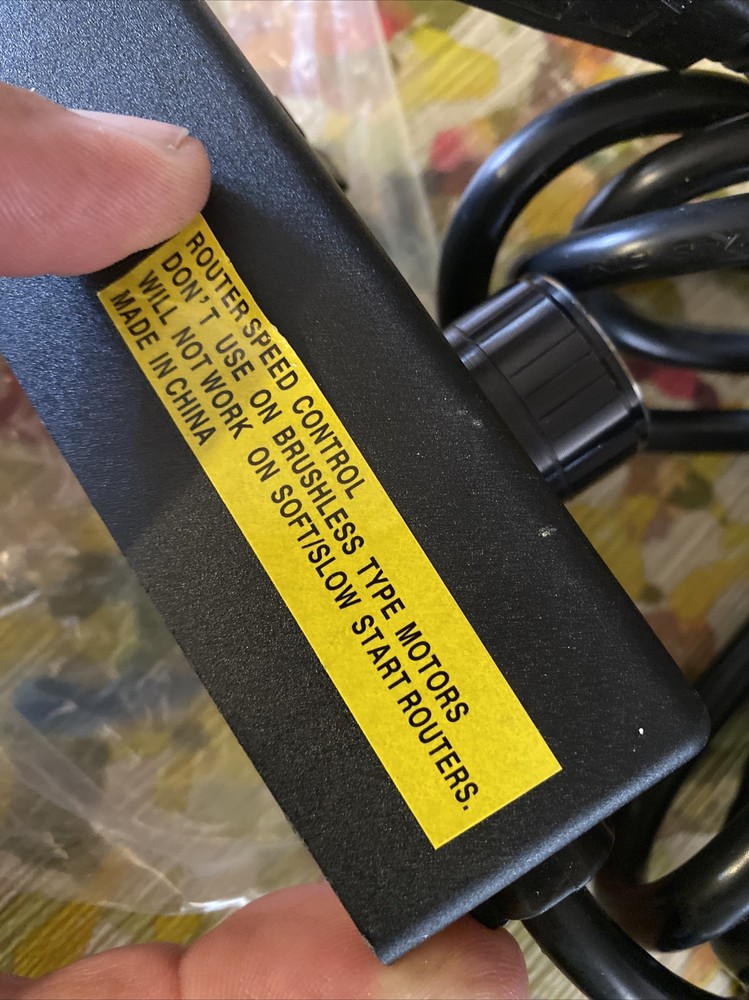 ROUTER SPEED CONTROL
DON'T USE ON BRUSHLESS TYPE MOTORS
WILL NOT WORK ON SOFT/SLOW START ROUTERS.
MADE IN CHINA